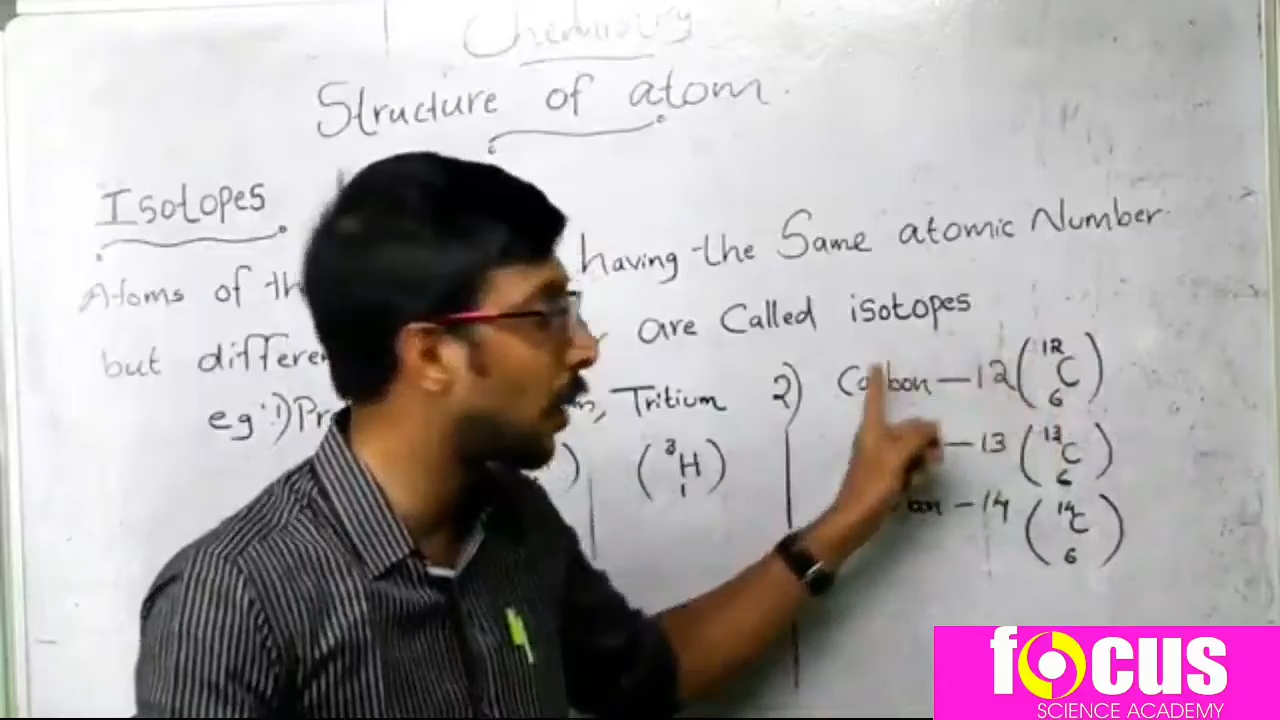 Chemistry
Structure of atom.
Isotopes
Atoms of th having the Same atomic Number
but differen are Called isotopes
eg:1) Pr Tritium 2) Carbon - 12 (12 C 6)
(3 H 1) - 13 (13 C 6)
bon - 14 (14 C 6)
focus
SCIENCE ACADEMY